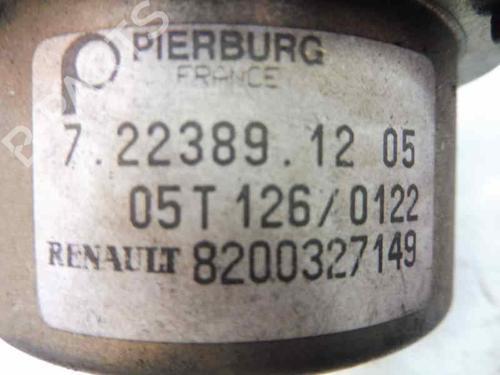 PIERBURG
FRANCE
7.22389.12 05
05T 126/0122
RENAULT 8200327149